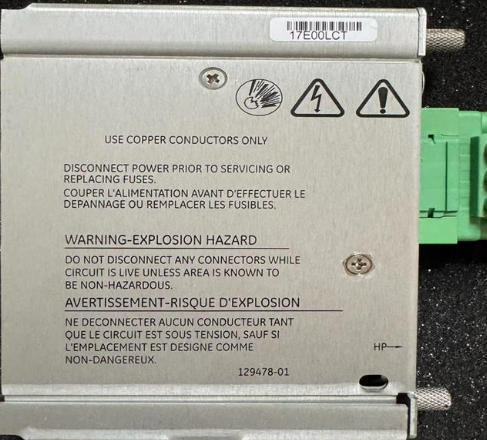 17E00LCT
USE COPPER CONDUCTORS ONLY
DISCONNECT POWER PRIOR TO SERVICING OR
REPLACING FUSES.
COUPER L'ALIMENTATION AVANT D'EFFECTUER LE
DEPANNAGE OU REMPLACER LES FUSIBLES.
WARNING-EXPLOSION HAZARD
DO NOT DISCONNECT ANY CONNECTORS WHILE
CIRCUIT IS LIVE UNLESS AREA IS KNOWN TO
BE NON-HAZARDOUS.
AVERTISSEMENT-RISQUE D'EXPLOSION
NE DECONNECTER AUCUN CONDUCTEUR TANT
QUE LE CIRCUIT EST SOUS TENSION, SAUF SI
L'EMPLACEMENT EST DESIGNE COMME
NON-DANGEREUX.
HP
129478-01